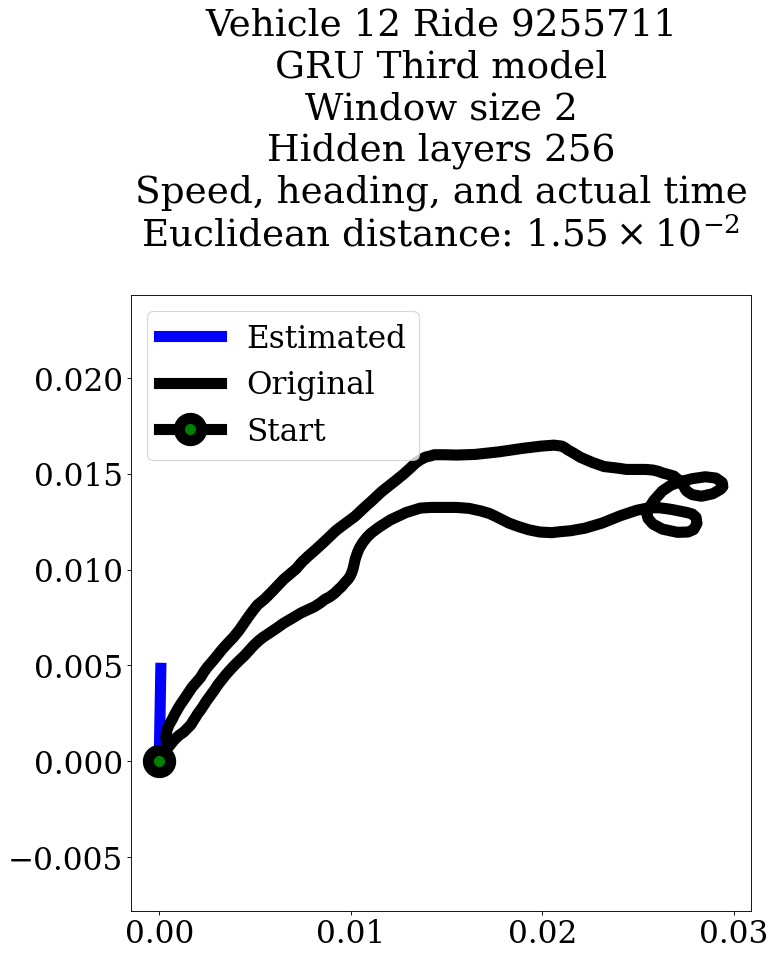 Vehicle 12 Ride 9255711
GRU Third model
Window size 2
Hidden layers 256
Speed, heading, and actual time
Euclidean distance: 1.55 × 10⁻²
Estimated
Original
Start
0.020
0.015
0.010
0.005
0.000
−0.005
0.00 0.01 0.02 0.03